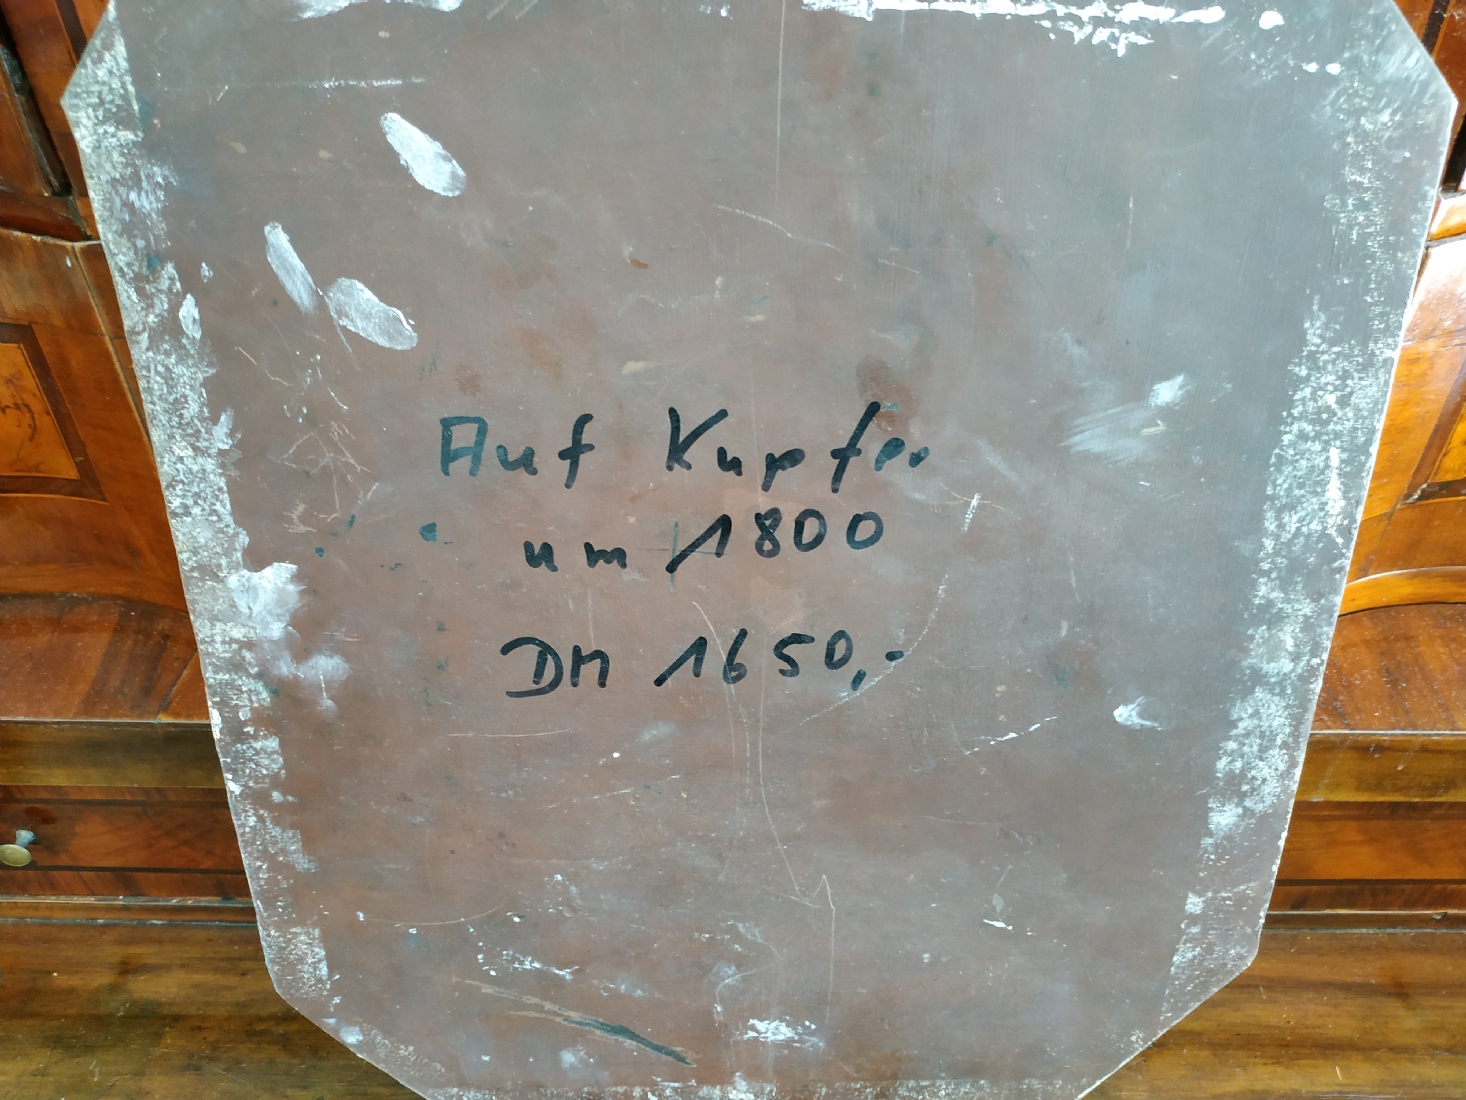 Auf Kupfer
um 1800
DM 1650,-